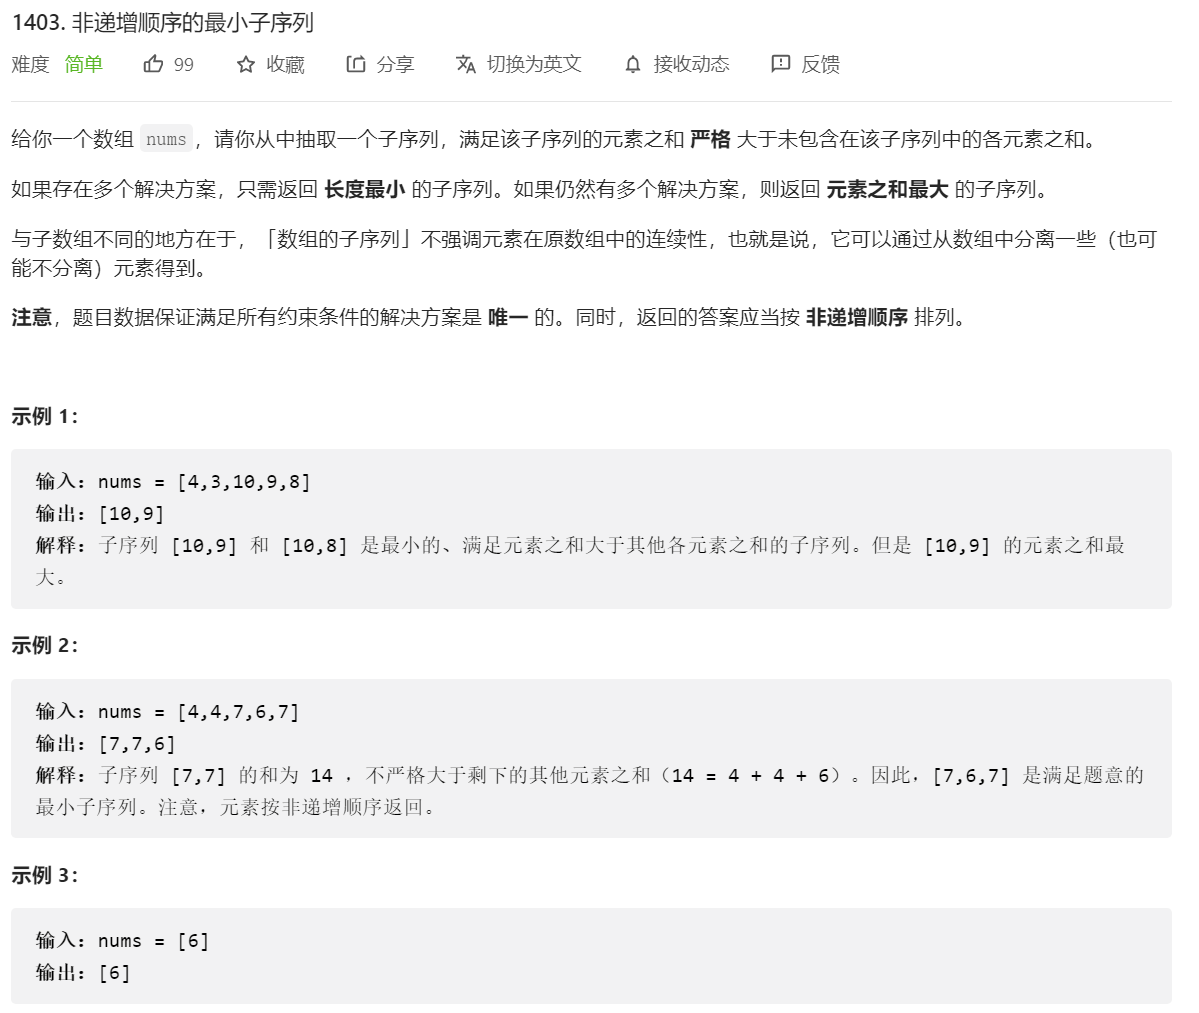 1403. 非递增顺序的最小子序列
难度 简单 99 收藏 分享 切换为英文 接收动态 反馈
给你一个数组 nums，请你从中抽取一个子序列，满足该子序列的元素之和 严格 大于未包含在该子序列中的各元素之和。
如果存在多个解决方案，只需返回 长度最小 的子序列。如果仍然有多个解决方案，则返回 元素之和最大 的子序列。
与子数组不同的地方在于，「数组的子序列」不强调元素在原数组中的连续性，也就是说，它可以通过从数组中分离一些（也可
能不分离）元素得到。
注意，题目数据保证满足所有约束条件的解决方案是 唯一 的。同时，返回的答案应当按 非递增顺序 排列。
示例 1：
输入：nums = [4,3,10,9,8]
输出：[10,9]
解释：子序列 [10,9] 和 [10,8] 是最小的、满足元素之和大于其他各元素之和的子序列。但是 [10,9] 的元素之和最
大。
示例 2：
输入：nums = [4,4,7,6,7]
输出：[7,7,6]
解释：子序列 [7,7] 的和为 14 ，不严格大于剩下的其他元素之和（14 = 4 + 4 + 6）。因此，[7,6,7] 是满足题意的
最小子序列。注意，元素按非递增顺序返回。
示例 3：
输入：nums = [6]
输出：[6]